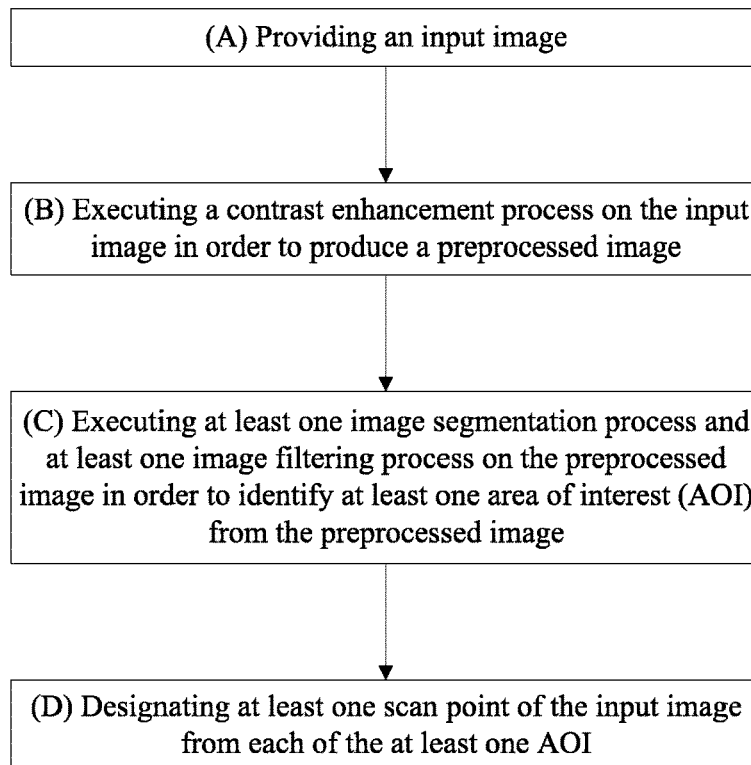 (A) Providing an input image
(B) Executing a contrast enhancement process on the input
image in order to produce a preprocessed image
(C) Executing at least one image segmentation process and
at least one image filtering process on the preprocessed
image in order to identify at least one area of interest (AOI)
from the preprocessed image
(D) Designating at least one scan point of the input image
from each of the at least one AOI